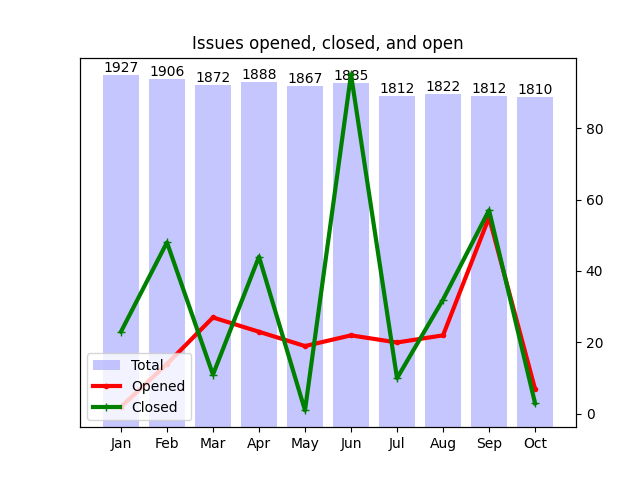 Issues opened, closed, and open
1927 1906 1872 1888 1867 1885 1812 1822 1812 1810
80
60
40
20
0
Total
Opened
Closed
Jan Feb Mar Apr May Jun Jul Aug Sep Oct